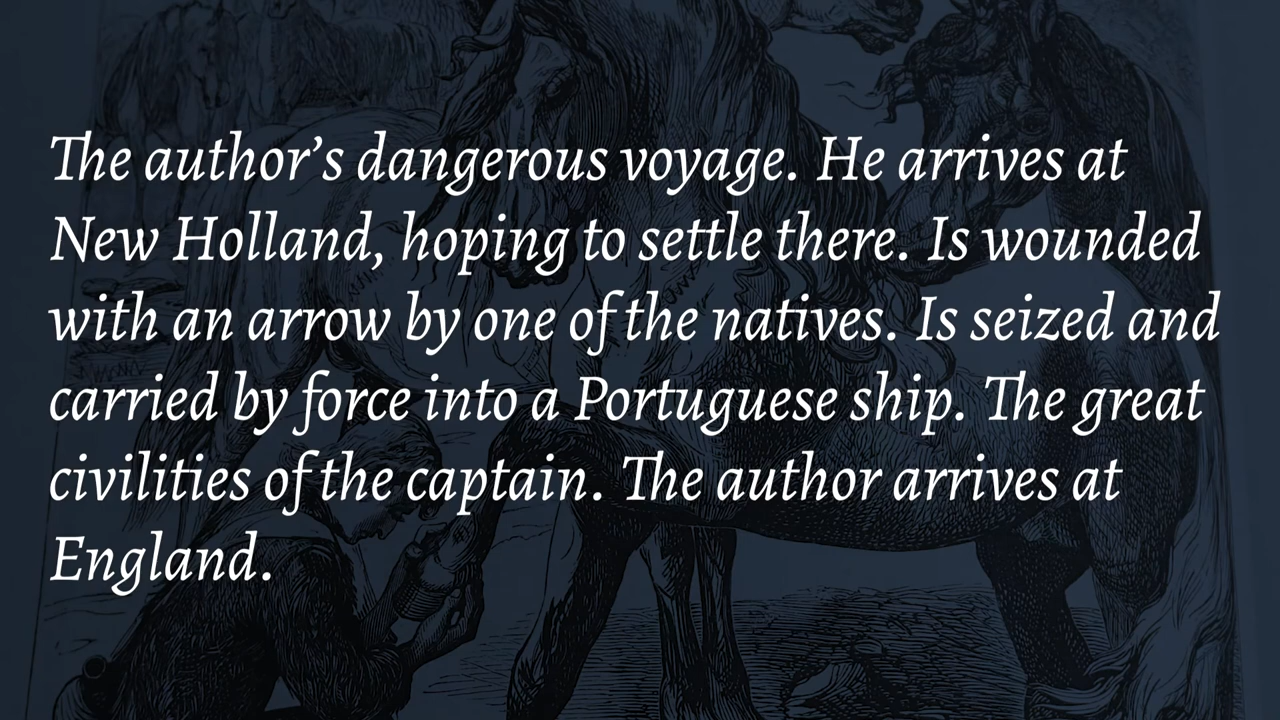 The author’s dangerous voyage. He arrives at
New Holland, hoping to settle there. Is wounded
with an arrow by one of the natives. Is seized and
carried by force into a Portuguese ship. The great
civilities of the captain. The author arrives at
England.